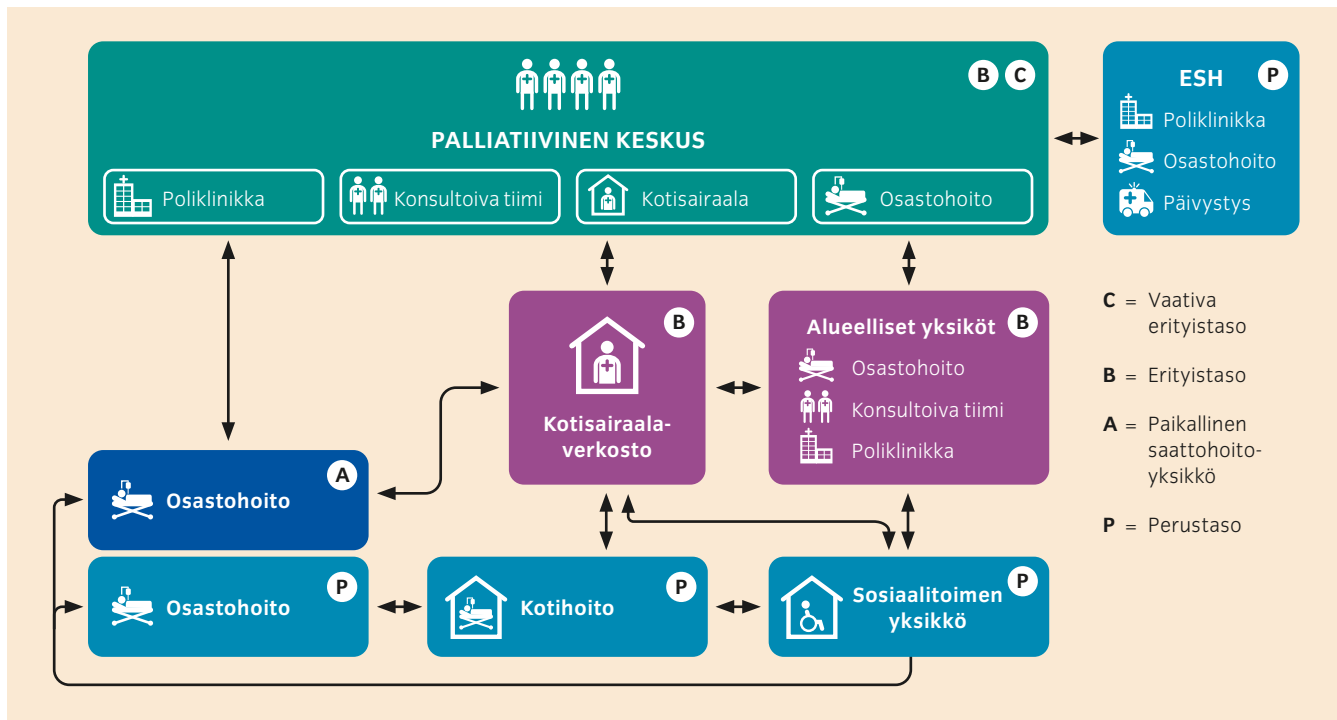 B C
PALLIATIIVINEN KESKUS
Poliklinikka
Konsultoiva tiimi
Kotisairaala
Osastohoito
ESH
P
Poliklinikka
Osastohoito
Päivystys
B
Kotisairaala-
verkosto
Alueelliset yksiköt
B
Osastohoito
Konsultoiva tiimi
Poliklinikka
C = Vaativa
erityistaso
B = Erityistaso
A = Paikallinen
saattohoito-
yksikkö
P = Perustaso
A
Osastohoito
P
Osastohoito
P
Kotihoito
P
Sosiaalitoimen
yksikkö